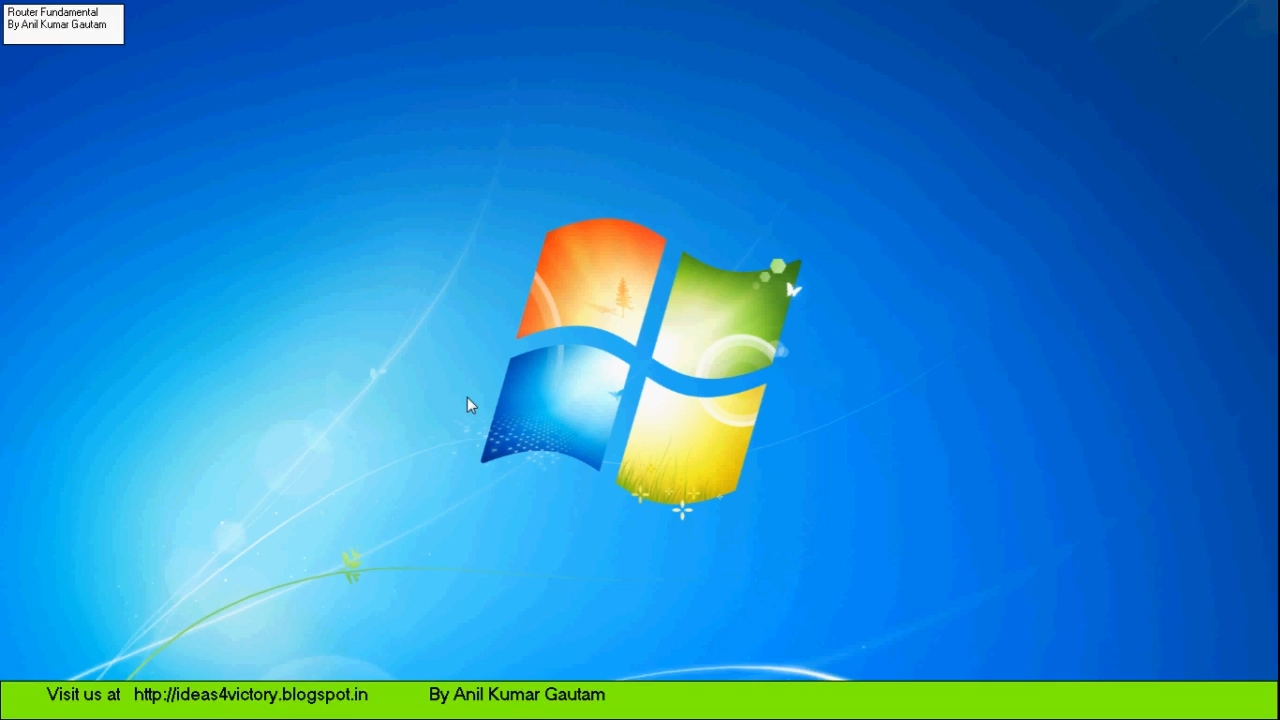 Router Fundamental
By Anil Kumar Gautam
Visit us at http://ideas4victory.blogspot.in By Anil Kumar Gautam